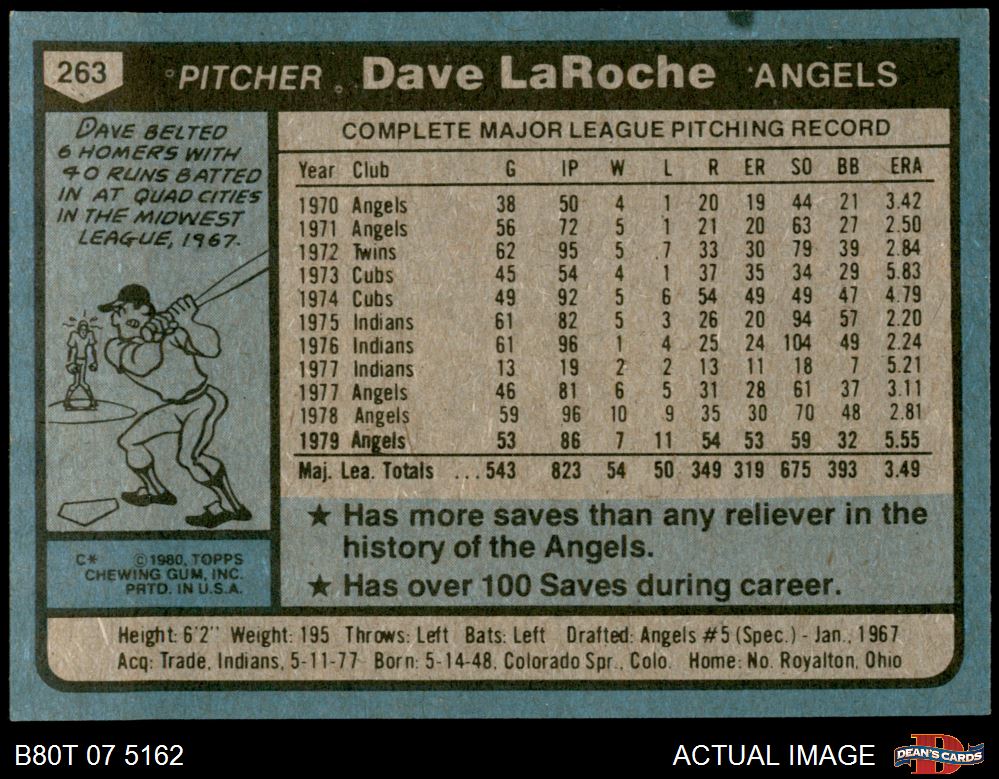 263
PITCHER Dave LaRoche ANGELS
DAVE BELTED
6 HOMERS WITH
40 RUNS BATTED
IN AT QUAD CITIES
IN THE MIDWEST
LEAGUE, 1967.
C* ©1980, TOPPS
CHEWING GUM, INC.
PRTD. IN U.S.A.
COMPLETE MAJOR LEAGUE PITCHING RECORD
Year Club G IP W L R ER SO BB ERA
1970 Angels 38 50 4 1 20 19 44 21 3.42
1971 Angels 56 72 5 1 21 20 63 27 2.50
1972 Twins 62 95 5 7 33 30 79 39 2.84
1973 Cubs 45 54 4 1 37 35 34 29 5.83
1974 Cubs 49 92 5 6 54 49 49 47 4.79
1975 Indians 61 82 5 3 26 20 94 57 2.20
1976 Indians 61 96 1 4 25 24 104 49 2.24
1977 Indians 13 19 2 2 13 11 18 7 5.21
1977 Angels 46 81 6 5 31 28 61 37 3.11
1978 Angels 59 96 10 9 35 30 70 48 2.81
1979 Angels 53 86 7 11 54 53 59 32 5.55
Maj. Lea. Totals ... 543 823 54 50 349 319 675 393 3.49
★ Has more saves than any reliever in the
history of the Angels.
★ Has over 100 Saves during career.
Height: 6'2" Weight: 195 Throws: Left Bats: Left Drafted: Angels #5 (Spec.) - Jan., 1967
Acq: Trade, Indians, 5-11-77 Born: 5-14-48, Colorado Spr., Colo. Home: No. Royalton, Ohio
B80T 07 5162 ACTUAL IMAGE DEAN'S CARDS